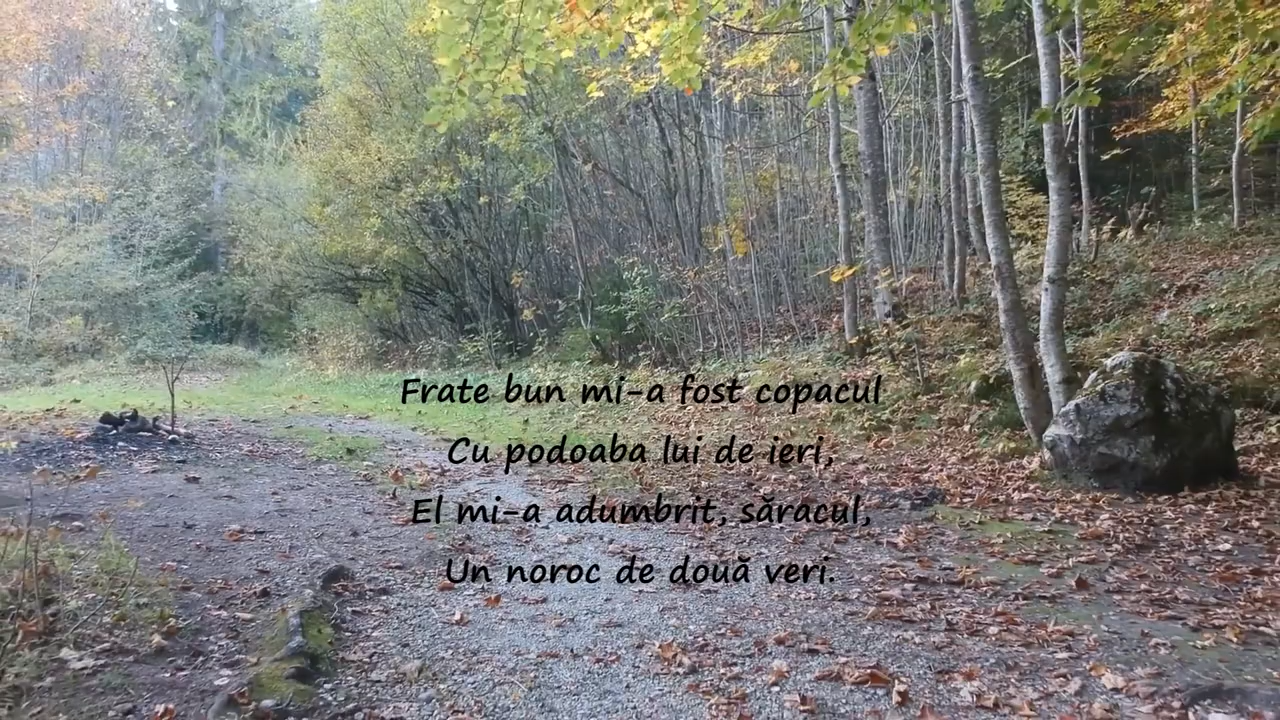 Frate bun mi-a fost copacul
Cu podoaba lui de ieri,
El mi-a adumbrit, săracul,
Un noroc de două veri.